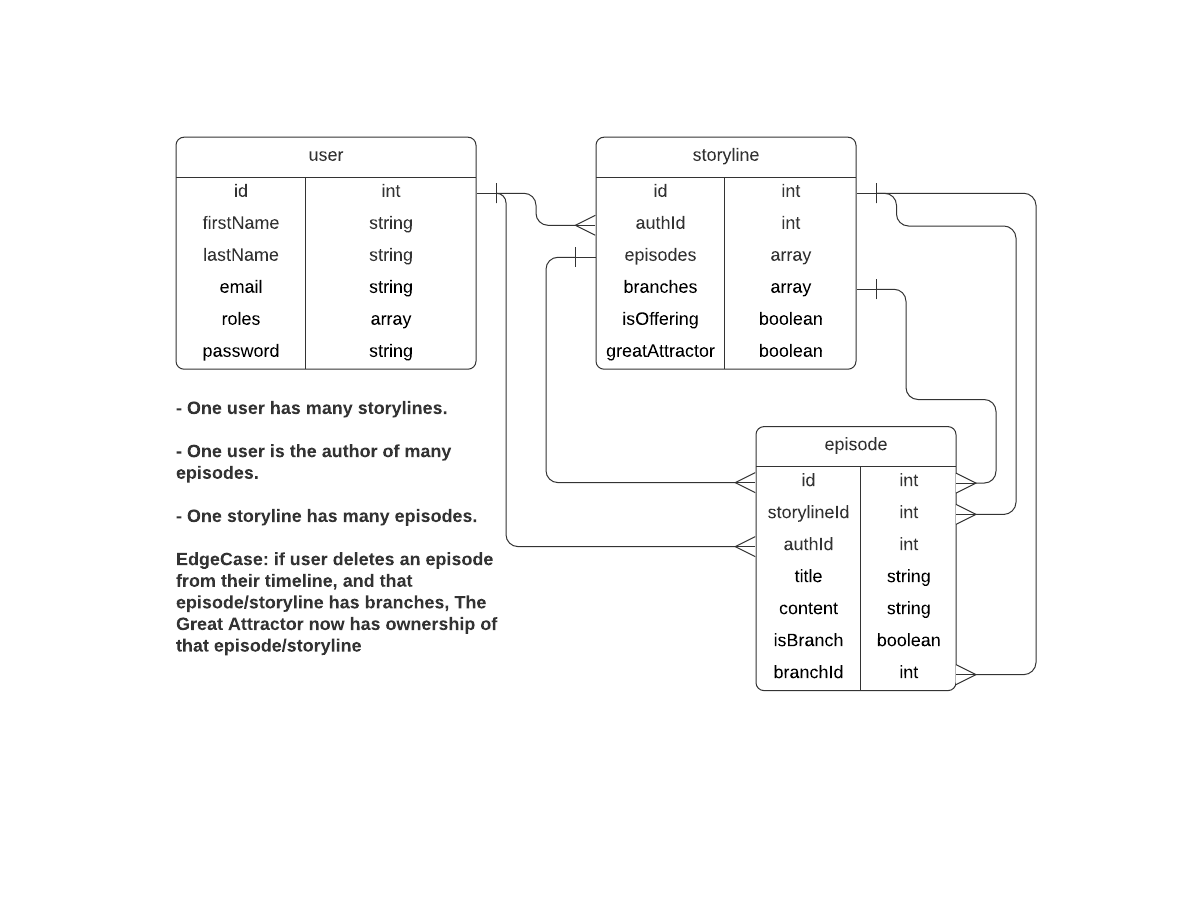 user
id int
firstName string
lastName string
email string
roles array
password string
storyline
id int
authId int
episodes array
branches array
isOffering boolean
greatAttractor boolean
- One user has many storylines.
- One user is the author of many
episodes.
- One storyline has many episodes.
EdgeCase: if user deletes an episode
from their timeline, and that
episode/storyline has branches, The
Great Attractor now has ownership of
that episode/storyline
episode
id int
storylineId int
authId int
title string
content string
isBranch boolean
branchId int